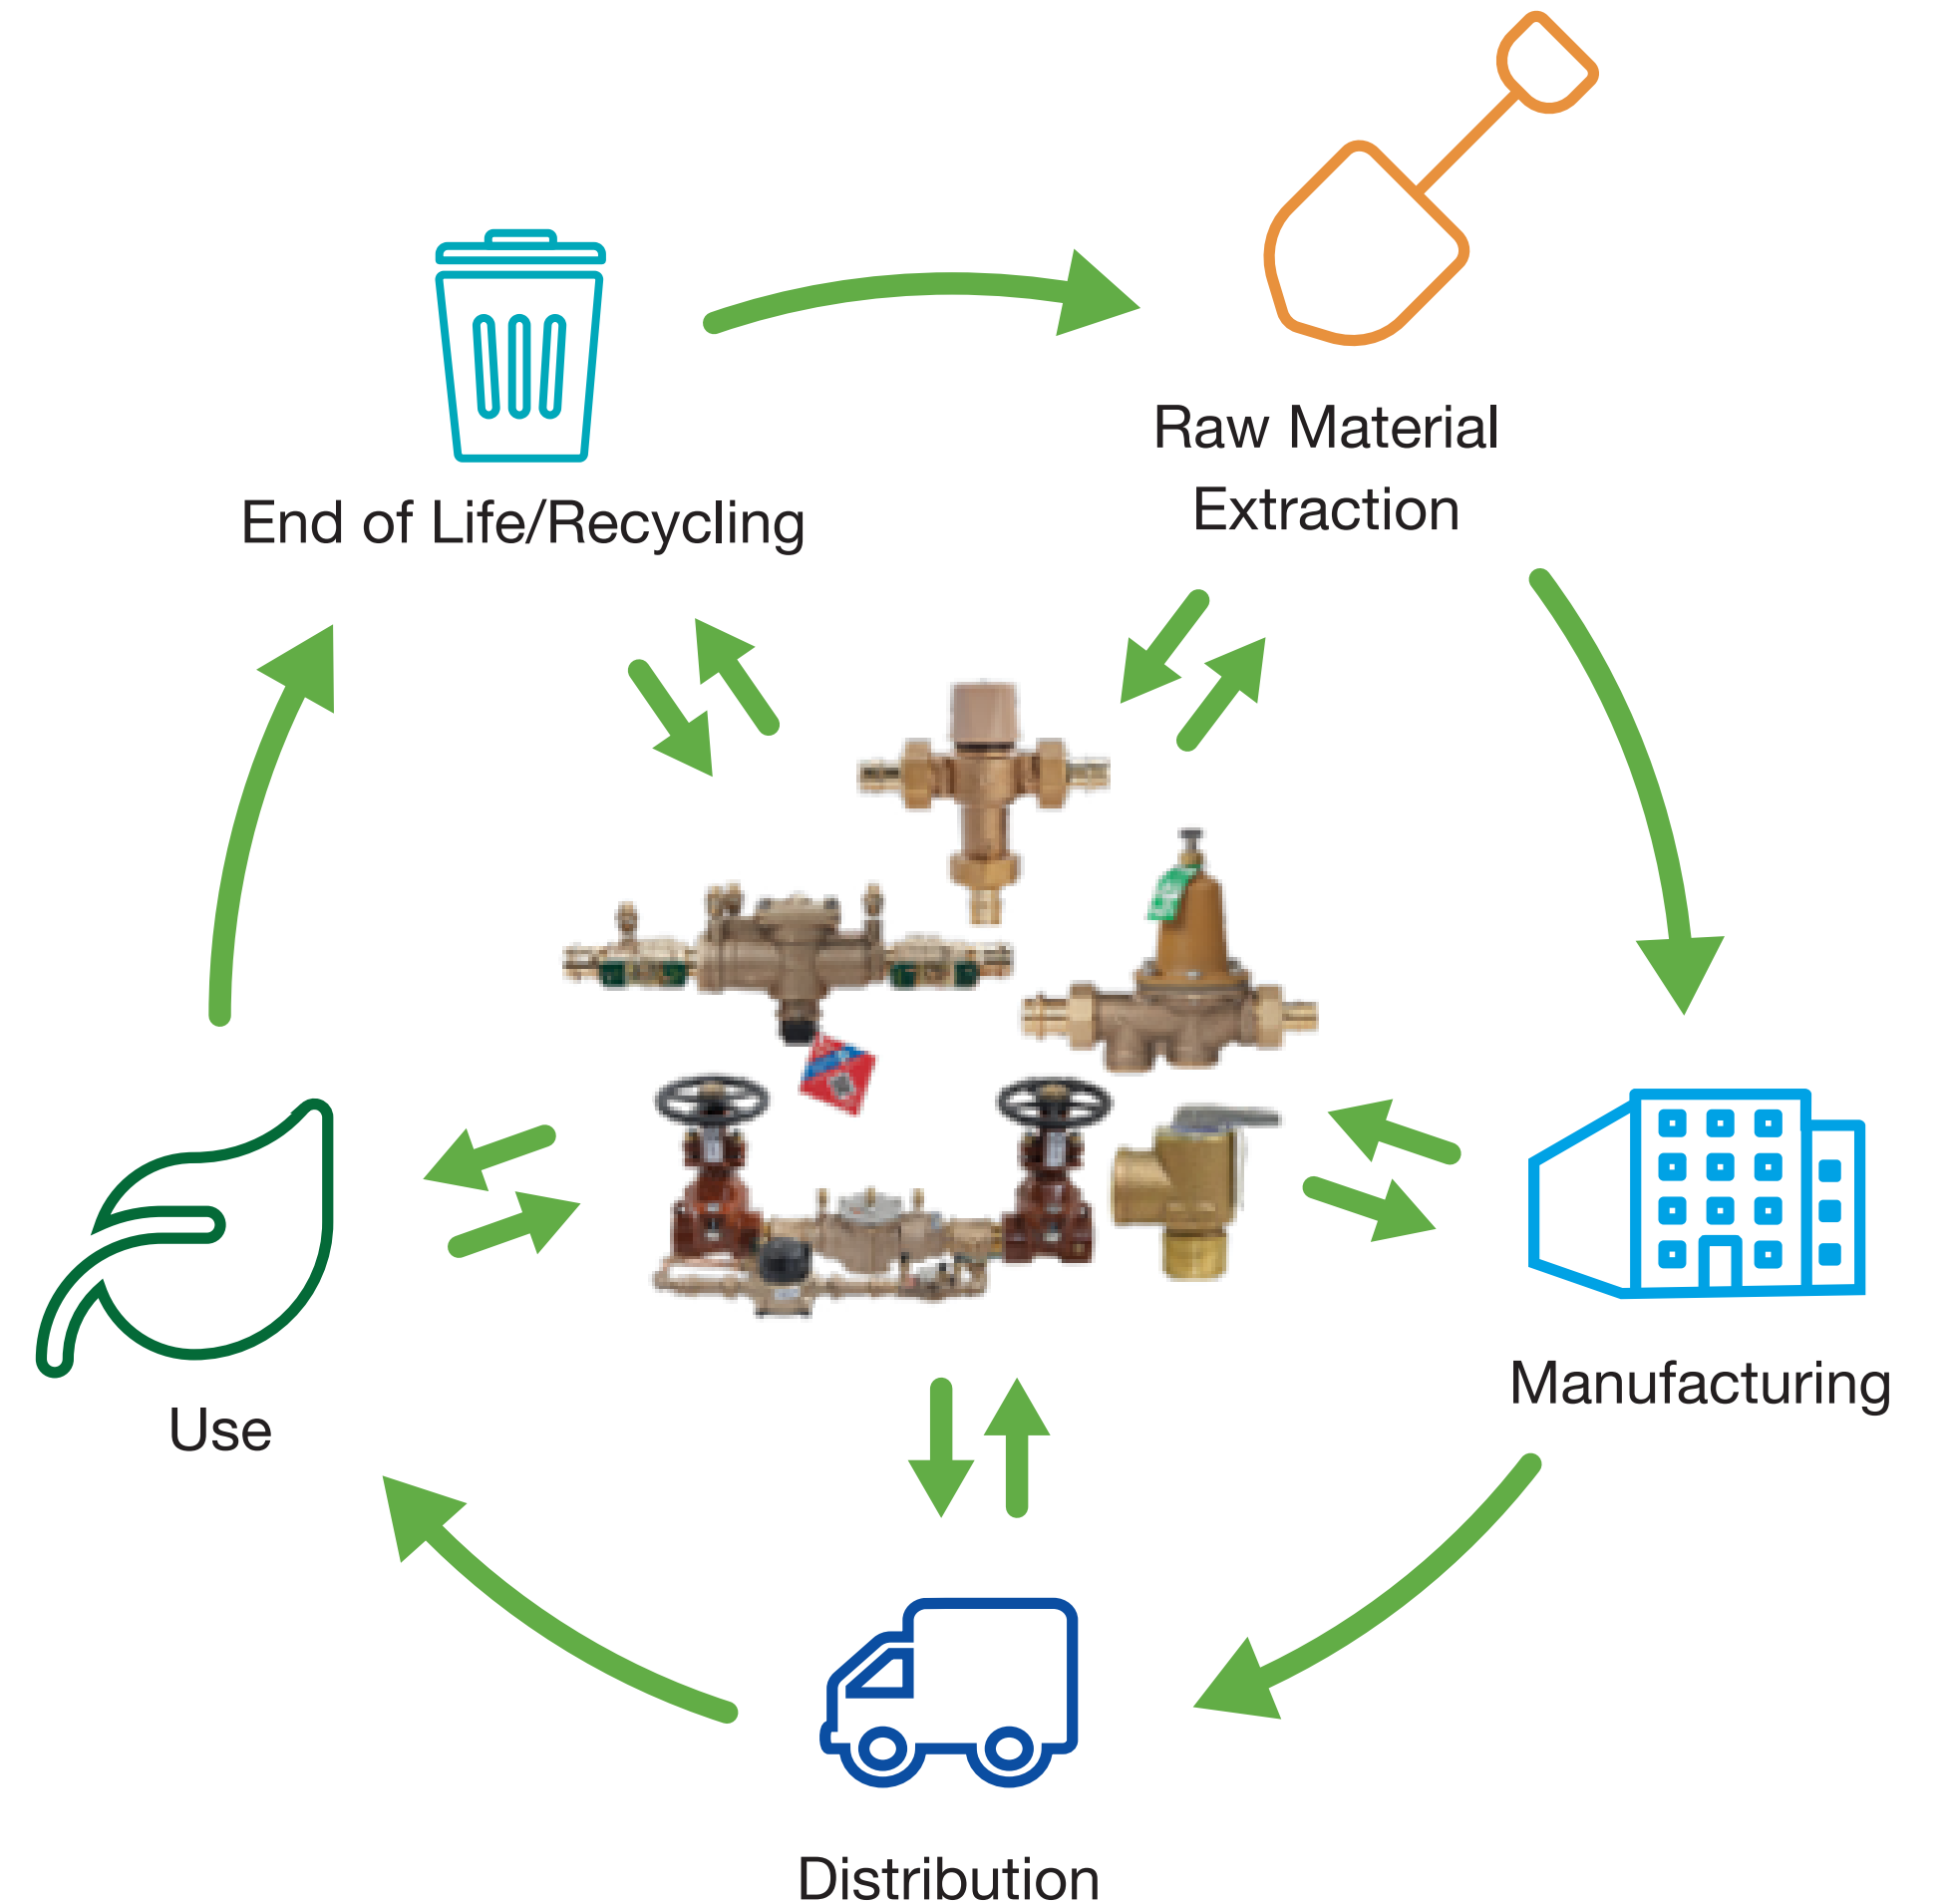 End of Life/Recycling
Raw Material
Extraction
Use
Manufacturing
Distribution